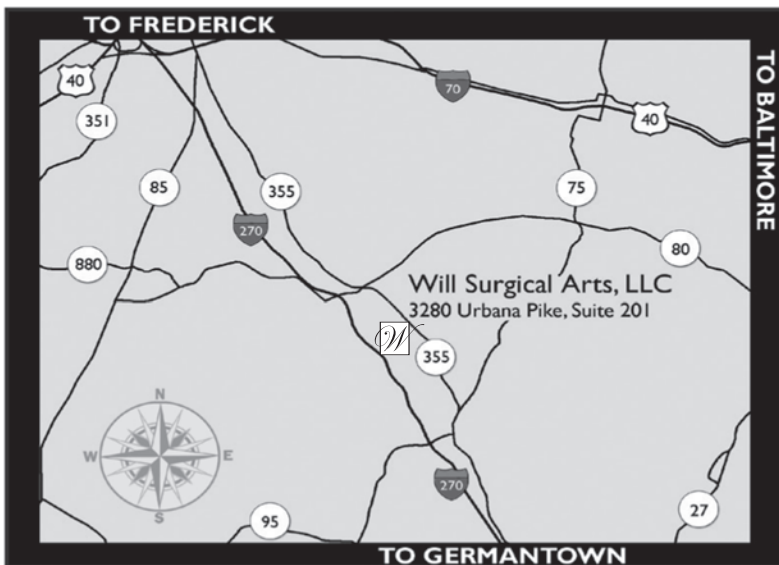 TO FREDERICK
TO BALTIMORE
40
70
351
40
85
355
75
270
80
880
Will Surgical Arts, LLC
3280 Urbana Pike, Suite 201
W
355
N
W
E
S
270
27
95
TO GERMANTOWN